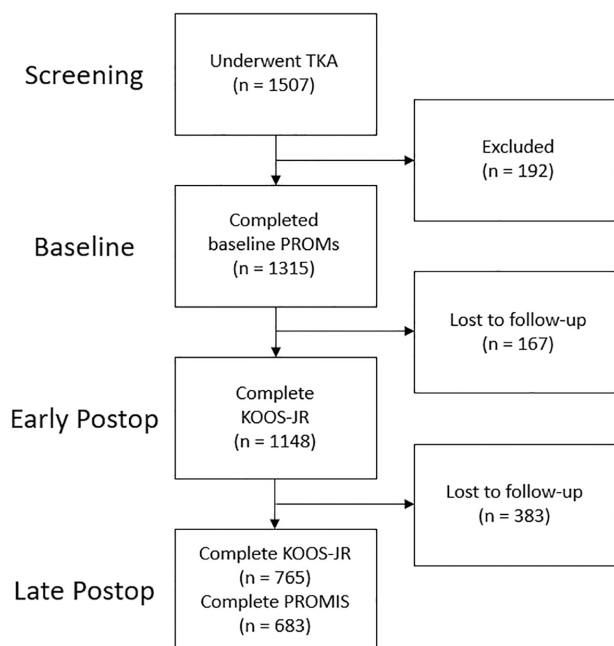 Screening
Underwent TKA
(n = 1507)
Excluded
(n = 192)
Baseline
Completed
baseline PROMs
(n = 1315)
Lost to follow-up
(n = 167)
Early Postop
Complete
KOOS-JR
(n = 1148)
Lost to follow-up
(n = 383)
Late Postop
Complete KOOS-JR
(n = 765)
Complete PROMIS
(n = 683)